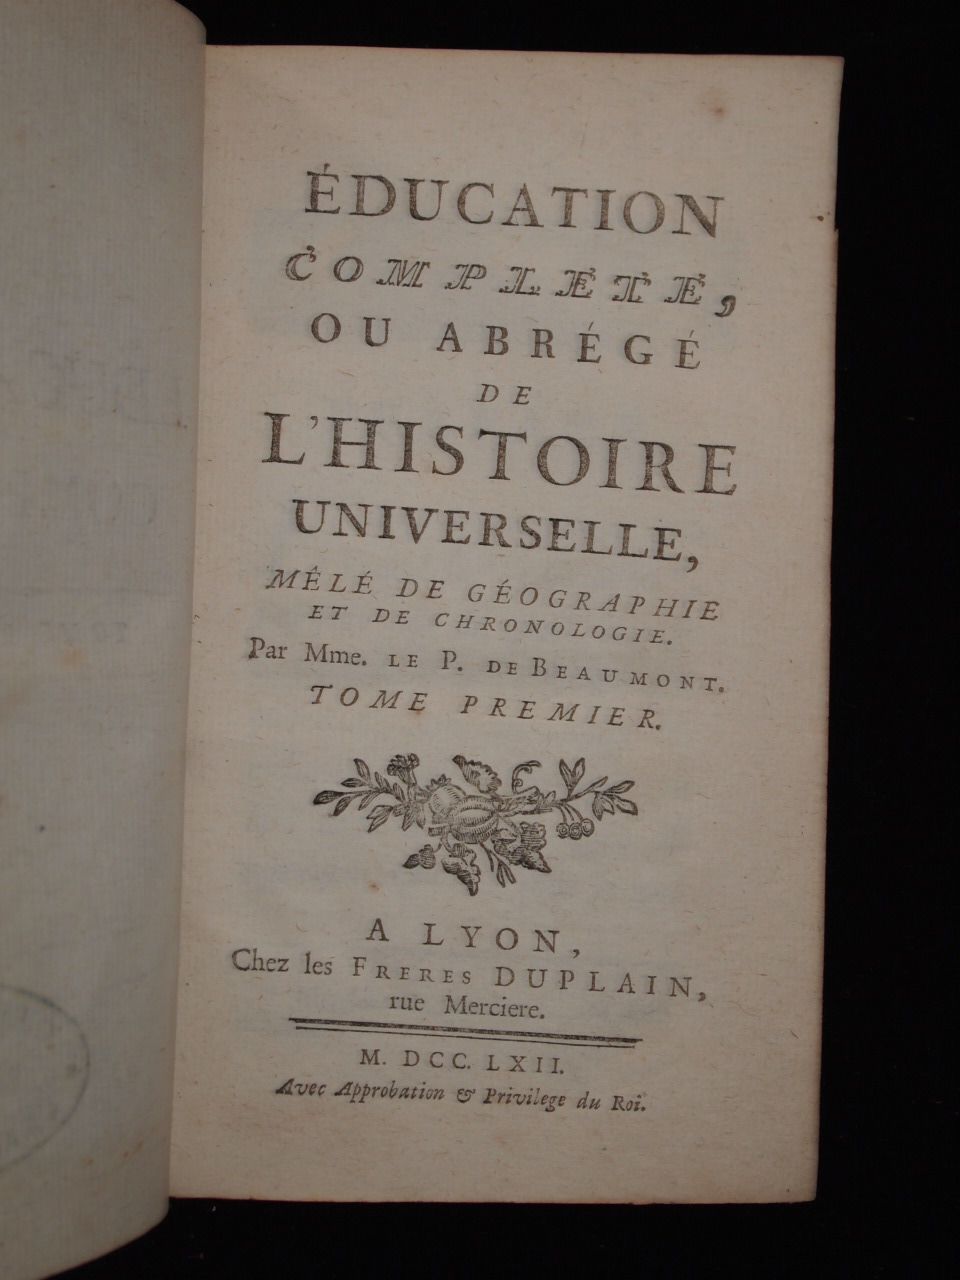 ÉDUCATION
COMPLETE,
OU ABRÉGÉ
DE
L'HISTOIRE
UNIVERSELLE,
MÊLÉ DE GÉOGRAPHIE
ET DE CHRONOLOGIE.
Par Mme. LE P. DE BEAUMONT.
TOME PREMIER.
A LYON,
Chez les FRERES DUPLAIN,
rue Merciere.
M. DCC. LXII.
Avec Approbation & Privilege du Roi.